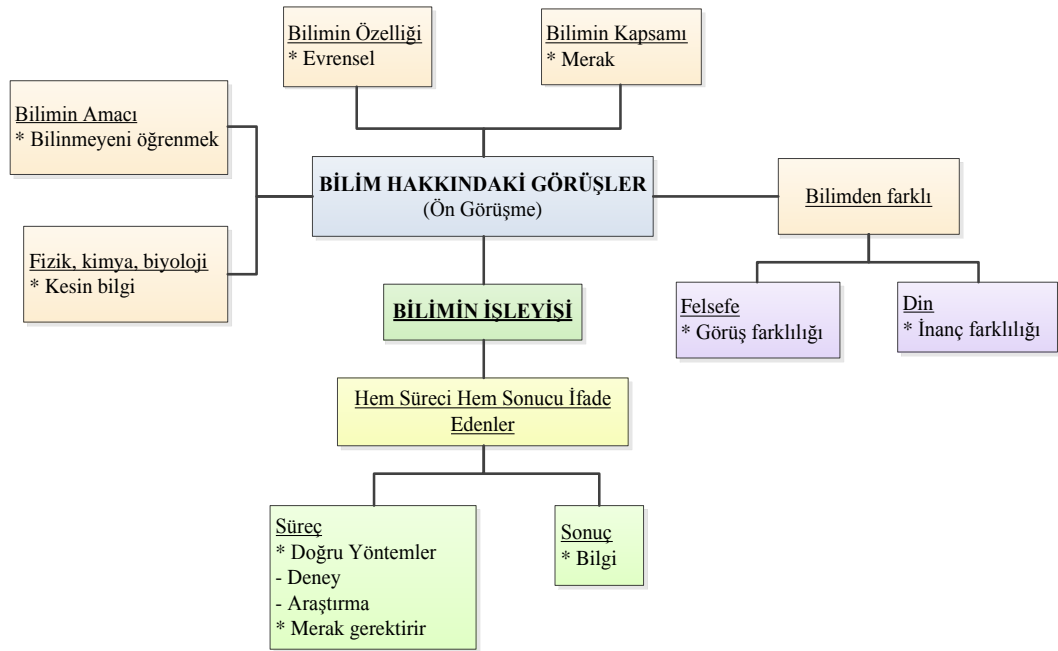 Bilimin Özelliği
* Evrensel
Bilimin Kapsamı
* Merak
Bilimin Amacı
* Bilinmeyeni öğrenmek
BİLİM HAKKINDAKİ GÖRÜŞLER
(Ön Görüşme)
Bilimden farklı
Fizik, kimya, biyoloji
* Kesin bilgi
Felsefe
* Görüş farklılığı
Din
* İnanç farklılığı
BİLİMİN İŞLEYİŞİ
Hem Süreci Hem Sonucu İfade
Edenler
Süreç
* Doğru Yöntemler
- Deney
- Araştırma
* Merak gerektirir
Sonuç
* Bilgi